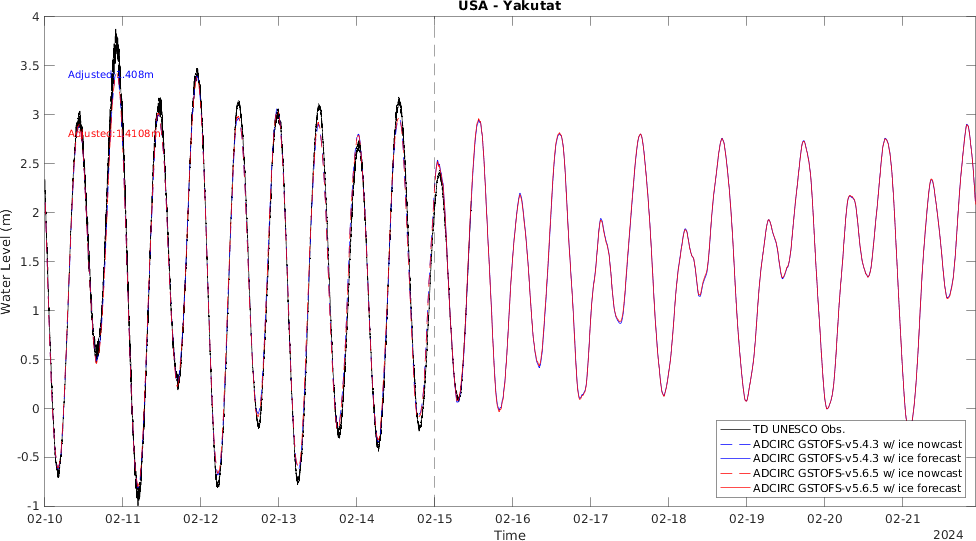 USA - Yakutat
4
3.5
3
2.5
2
1.5
1
0.5
0
-0.5
-1
Water Level (m)
Adjusted: .408m
Adjusted:1.4108m
TD UNESCO Obs.
ADCIRC GSTOFS-v5.4.3 w/ ice nowcast
ADCIRC GSTOFS-v5.4.3 w/ ice forecast
ADCIRC GSTOFS-v5.6.5 w/ ice nowcast
ADCIRC GSTOFS-v5.6.5 w/ ice forecast
02-10 02-11 02-12 02-13 02-14 02-15 02-16 02-17 02-18 02-19 02-20 02-21
Time
2024